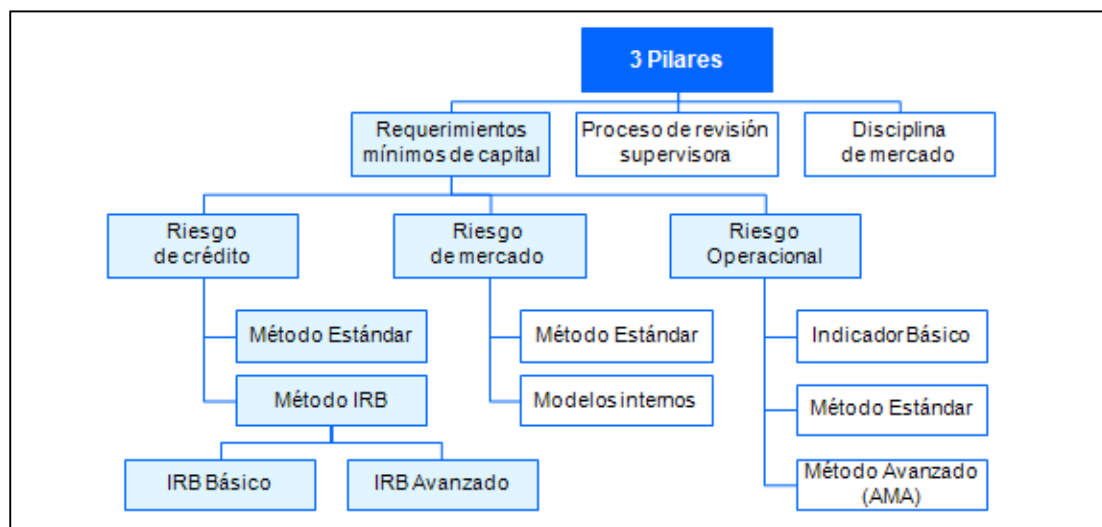 3 Pilares
Requerimientos
mínimos de capital
Proceso de revisión
supervisora
Disciplina
de mercado
Riesgo
de crédito
Riesgo
de mercado
Riesgo
Operacional
Método Estándar
Método Estándar
Indicador Básico
Método IRB
Modelos internos
Método Estándar
IRB Básico
IRB Avanzado
Método Avanzado
(AMA)